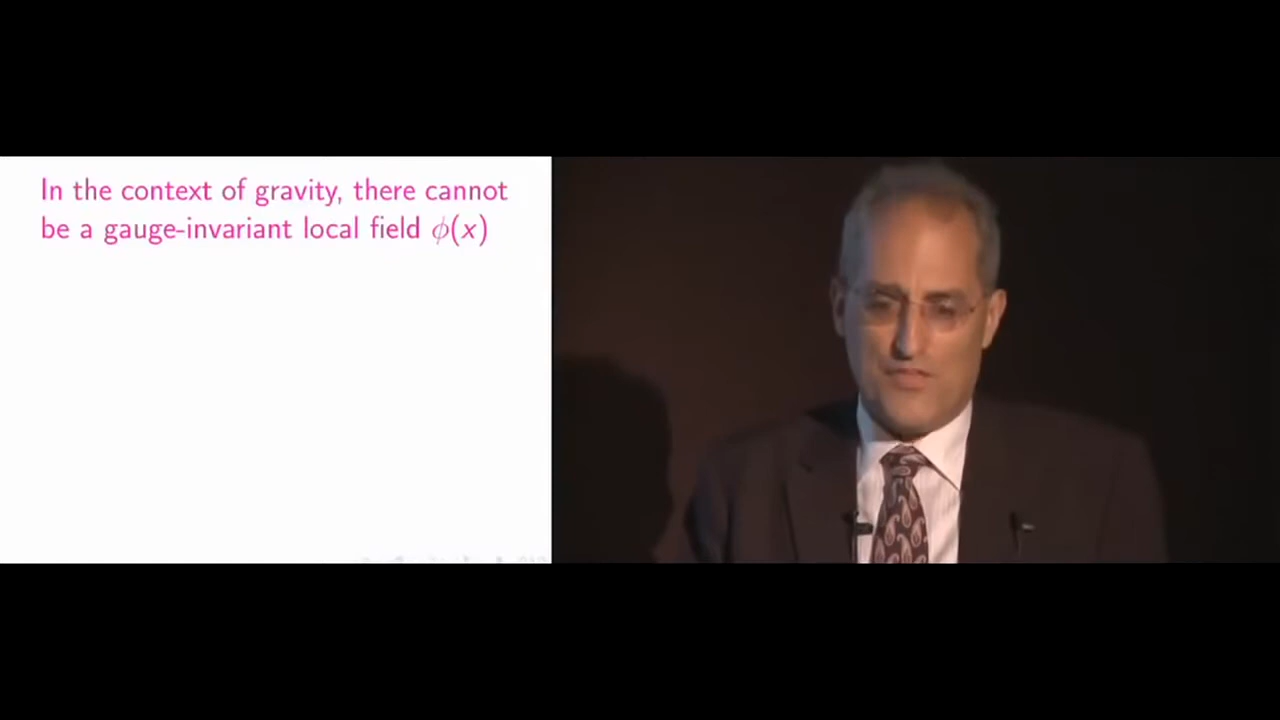 In the context of gravity, there cannot
be a gauge-invariant local field ϕ(x)